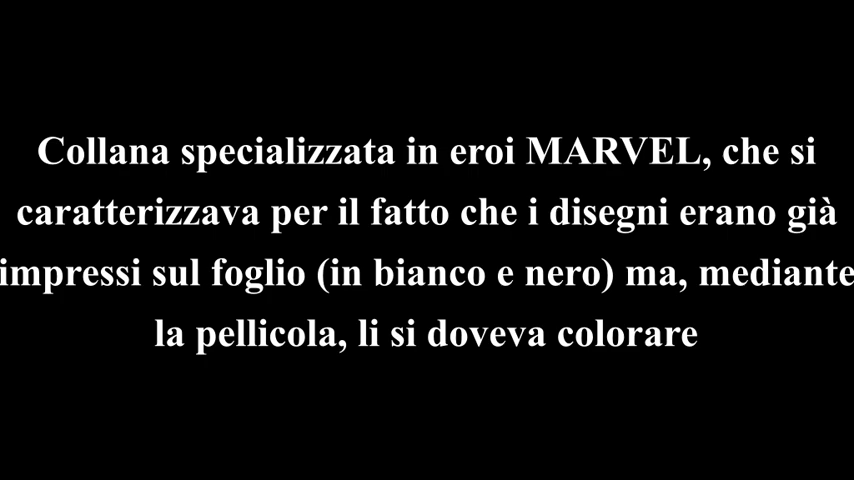 Collana specializzata in eroi MARVEL, che si
caratterizzava per il fatto che i disegni erano già
impressi sul foglio (in bianco e nero) ma, mediante
la pellicola, li si doveva colorare